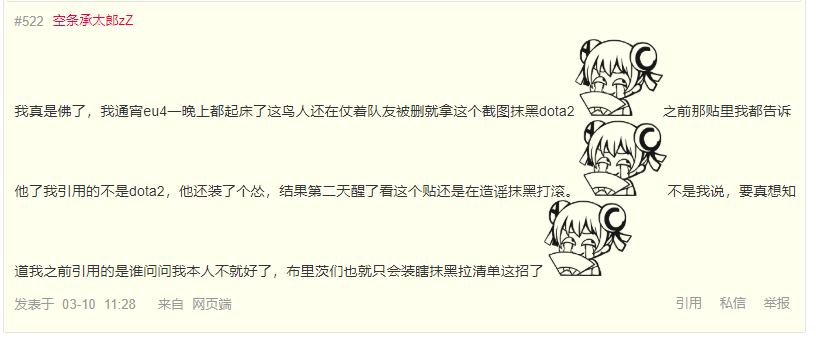 #522 空条承太郎zZ
我真是佛了，我通宵eu4一晚上都起床了这鸟人还在仗着队友被删就拿这个截图抹黑dota2 之前那贴里我都告诉
他了我引用的不是dota2，他还装了个怂，结果第二天醒了看这个贴还是在造谣抹黑打滚。 不是我说，要真想知
道我之前引用的是谁问问我本人不就好了，布里茨们也就只会装瞎抹黑拉清单这招了
发表于 03-10 11:28 来自 网页端 引用 私信 举报